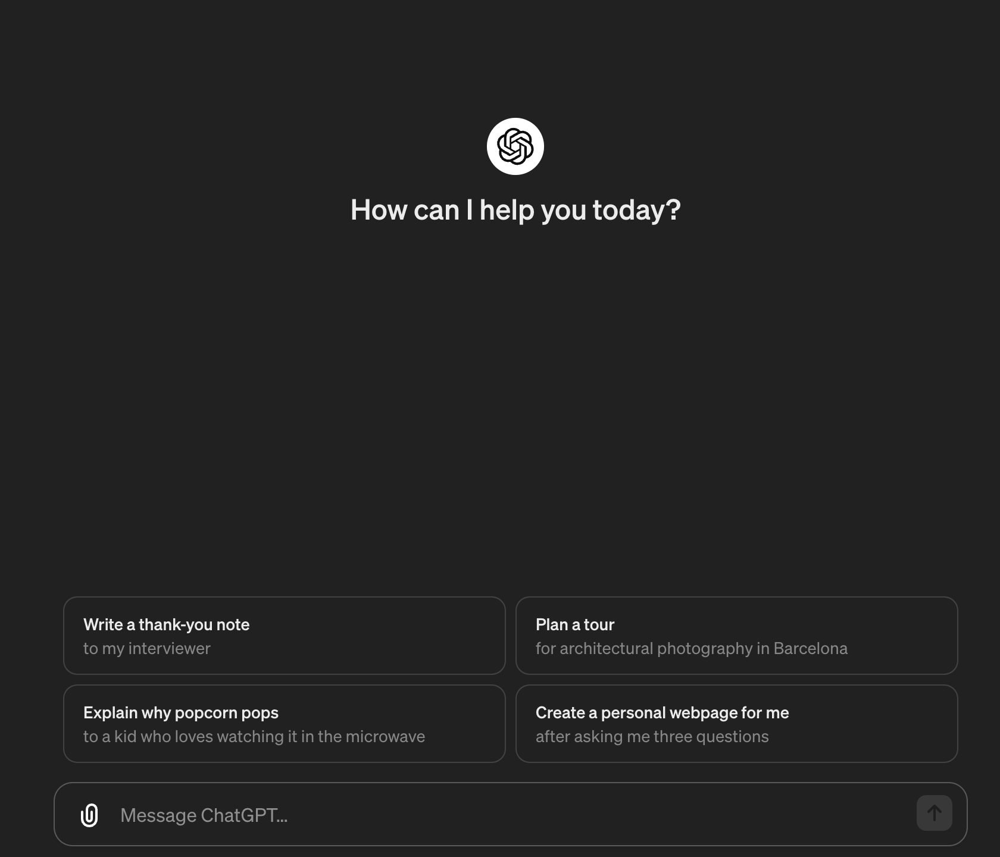 How can I help you today?
Write a thank-you note
to my interviewer
Plan a tour
for architectural photography in Barcelona
Explain why popcorn pops
to a kid who loves watching it in the microwave
Create a personal webpage for me
after asking me three questions
Message ChatGPT...